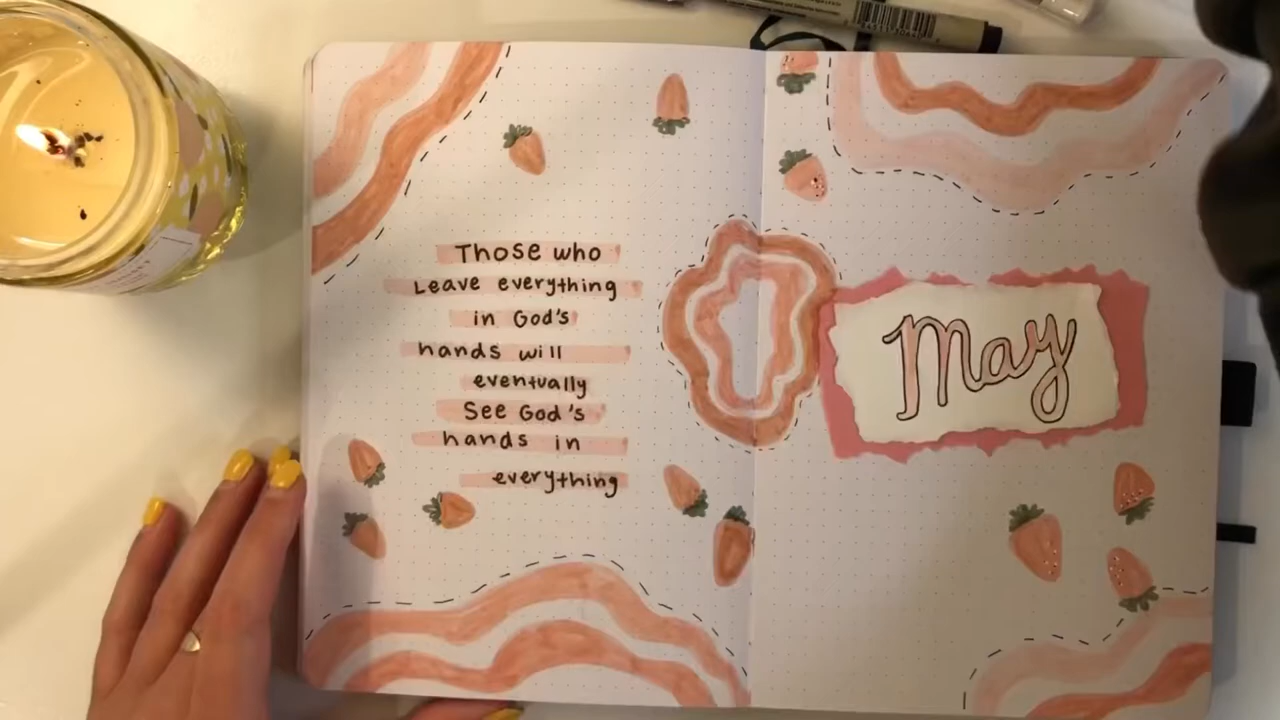 Those who
Leave everything
in God's
hands will
eventually
See God's
hands in
everything
May